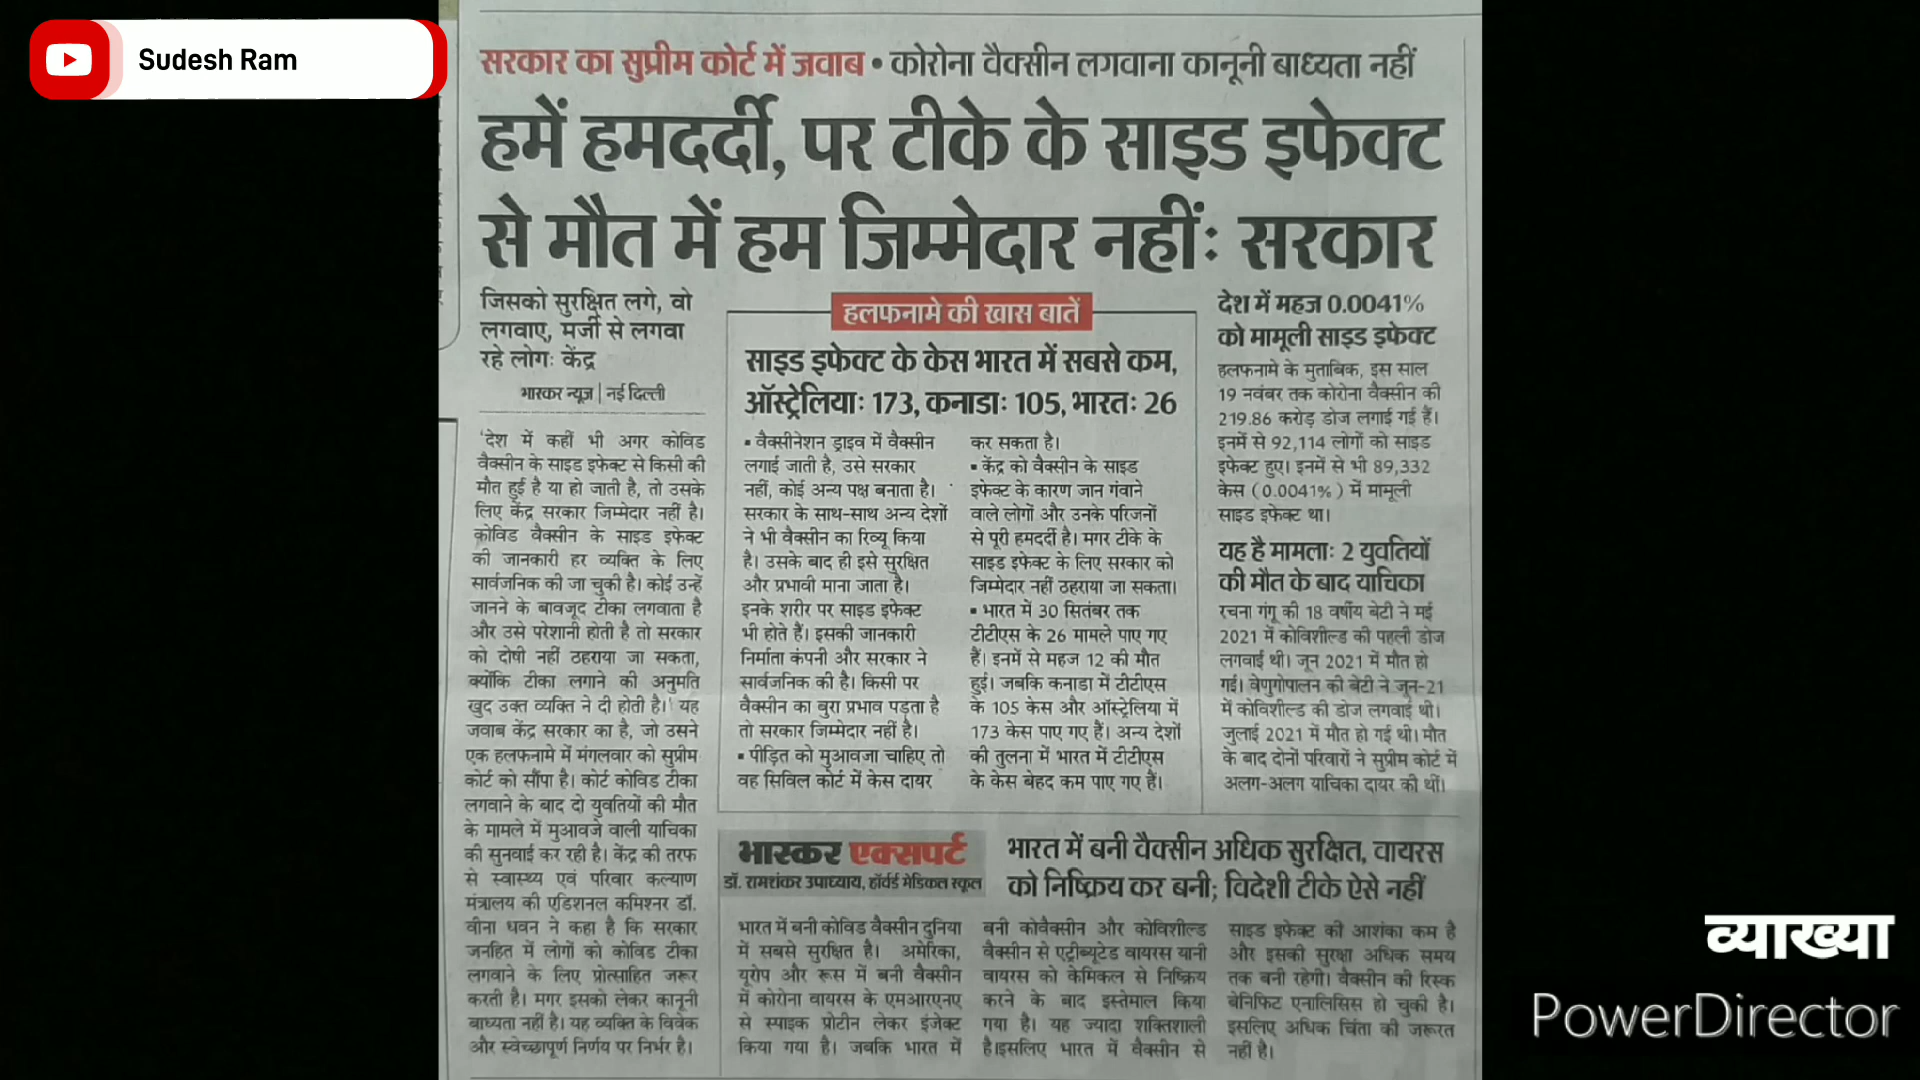 Sudesh Ram
सरकार का सुप्रीम कोर्ट में जवाब • कोरोना वैक्सीन लगवाना कानूनी बाध्यता नहीं
हमें हमदर्दी, पर टीके के साइड इफेक्ट
से मौत में हम जिम्मेदार नहीं: सरकार
जिसको सुरक्षित लगे, वो
लगवाए, मर्जी से लगवा
रहे लोग: केंद्र
भास्कर न्यूज | नई दिल्ली
'देश में कहीं भी अगर कोविड
वैक्सीन के साइड इफेक्ट से किसी की
मौत हुई है या हो जाती है, तो उसके
लिए केंद्र सरकार जिम्मेदार नहीं है।
कोविड वैक्सीन के साइड इफेक्ट
की जानकारी हर व्यक्ति के लिए
सार्वजनिक की जा चुकी है। कोई उन्हें
जानने के बावजूद टीका लगवाता है
और उसे परेशानी होती है तो सरकार
को दोषी नहीं ठहराया जा सकता,
क्योंकि टीका लगाने की अनुमति
खुद उक्त व्यक्ति ने दी होती है।' यह
जवाब केंद्र सरकार का है, जो उसने
एक हलफनामे में मंगलवार को सुप्रीम
कोर्ट को सौंपा है। कोर्ट कोविड टीका
लगवाने के बाद दो युवतियों की मौत
के मामले में मुआवजे वाली याचिका
की सुनवाई कर रही है। केंद्र की तरफ
से स्वास्थ्य एवं परिवार कल्याण
मंत्रालय की एडिशनल कमिश्नर डॉ.
वीना धवन ने कहा है कि सरकार
जनहित में लोगों को कोविड टीका
लगवाने के लिए प्रोत्साहित जरूर
करती है। मगर इसको लेकर कानूनी
बाध्यता नहीं है। यह व्यक्ति के विवेक
और स्वेच्छापूर्ण निर्णय पर निर्भर है।
हलफनामे की खास बातें
साइड इफेक्ट के केस भारत में सबसे कम,
ऑस्ट्रेलिया: 173, कनाडा: 105, भारत: 26
▪ वैक्सीनेशन ड्राइव में वैक्सीन
लगाई जाती है, उसे सरकार
नहीं, कोई अन्य पक्ष बनाता है।
सरकार के साथ-साथ अन्य देशों
ने भी वैक्सीन का रिव्यू किया
है। उसके बाद ही इसे सुरक्षित
और प्रभावी माना जाता है।
इनके शरीर पर साइड इफेक्ट
भी होते हैं। इसकी जानकारी
निर्माता कंपनी और सरकार ने
सार्वजनिक की है। किसी पर
वैक्सीन का बुरा प्रभाव पड़ता है
तो सरकार जिम्मेदार नहीं है।
▪ पीड़ित को मुआवजा चाहिए तो
वह सिविल कोर्ट में केस दायर
कर सकता है।
▪ केंद्र को वैक्सीन के साइड
इफेक्ट के कारण जान गंवाने
वाले लोगों और उनके परिजनों
से पूरी हमदर्दी है। मगर टीके के
साइड इफेक्ट के लिए सरकार को
जिम्मेदार नहीं ठहराया जा सकता।
▪ भारत में 30 सितंबर तक
टीटीएस के 26 मामले पाए गए
हैं। इनमें से महज 12 की मौत
हुई। जबकि कनाडा में टीटीएस
के 105 केस और ऑस्ट्रेलिया में
173 केस पाए गए हैं। अन्य देशों
की तुलना में भारत में टीटीएस
के केस बेहद कम पाए गए हैं।
देश में महज 0.0041%
को मामूली साइड इफेक्ट
हलफनामे के मुताबिक, इस साल
19 नवंबर तक कोरोना वैक्सीन की
219.86 करोड़ डोज लगाई गई हैं।
इनमें से 92,114 लोगों को साइड
इफेक्ट हुए। इनमें से भी 89,332
केस (0.0041%) में मामूली
साइड इफेक्ट था।
यह है मामला: 2 युवतियों
की मौत के बाद याचिका
रचना गंगू की 18 वर्षीय बेटी ने मई
2021 में कोविशील्ड की पहली डोज
लगवाई थी। जून 2021 में मौत हो
गई। वेणुगोपालन की बेटी ने जून-21
में कोविशील्ड की डोज लगवाई थी।
जुलाई 2021 में मौत हो गई थी। मौत
के बाद दोनों परिवारों ने सुप्रीम कोर्ट में
अलग-अलग याचिका दायर की थीं।
भास्कर एक्सपर्ट
डॉ. रामशंकर उपाध्याय, हॉर्वर्ड मेडिकल स्कूल
भारत में बनी वैक्सीन अधिक सुरक्षित, वायरस
को निष्क्रिय कर बनी; विदेशी टीके ऐसे नहीं
भारत में बनी कोविड वैक्सीन दुनिया
में सबसे सुरक्षित है। अमेरिका,
यूरोप और रूस में बनी वैक्सीन
में कोरोना वायरस के एमआरएनए
से स्पाइक प्रोटीन लेकर इंजेक्ट
किया गया है। जबकि भारत में
बनी कोवैक्सीन और कोविशील्ड
वैक्सीन से एट्रीब्यूटेड वायरस यानी
वायरस को केमिकल से निष्क्रिय
करने के बाद इस्तेमाल किया
गया है। यह ज्यादा शक्तिशाली
है।इसलिए भारत में वैक्सीन से
साइड इफेक्ट की आशंका कम है
और इसकी सुरक्षा अधिक समय
तक बनी रहेगी। वैक्सीन की रिस्क
बेनिफिट एनालिसिस हो चुकी है।
इसलिए अधिक चिंता की जरूरत
नहीं है।
व्याख्या
PowerDirector